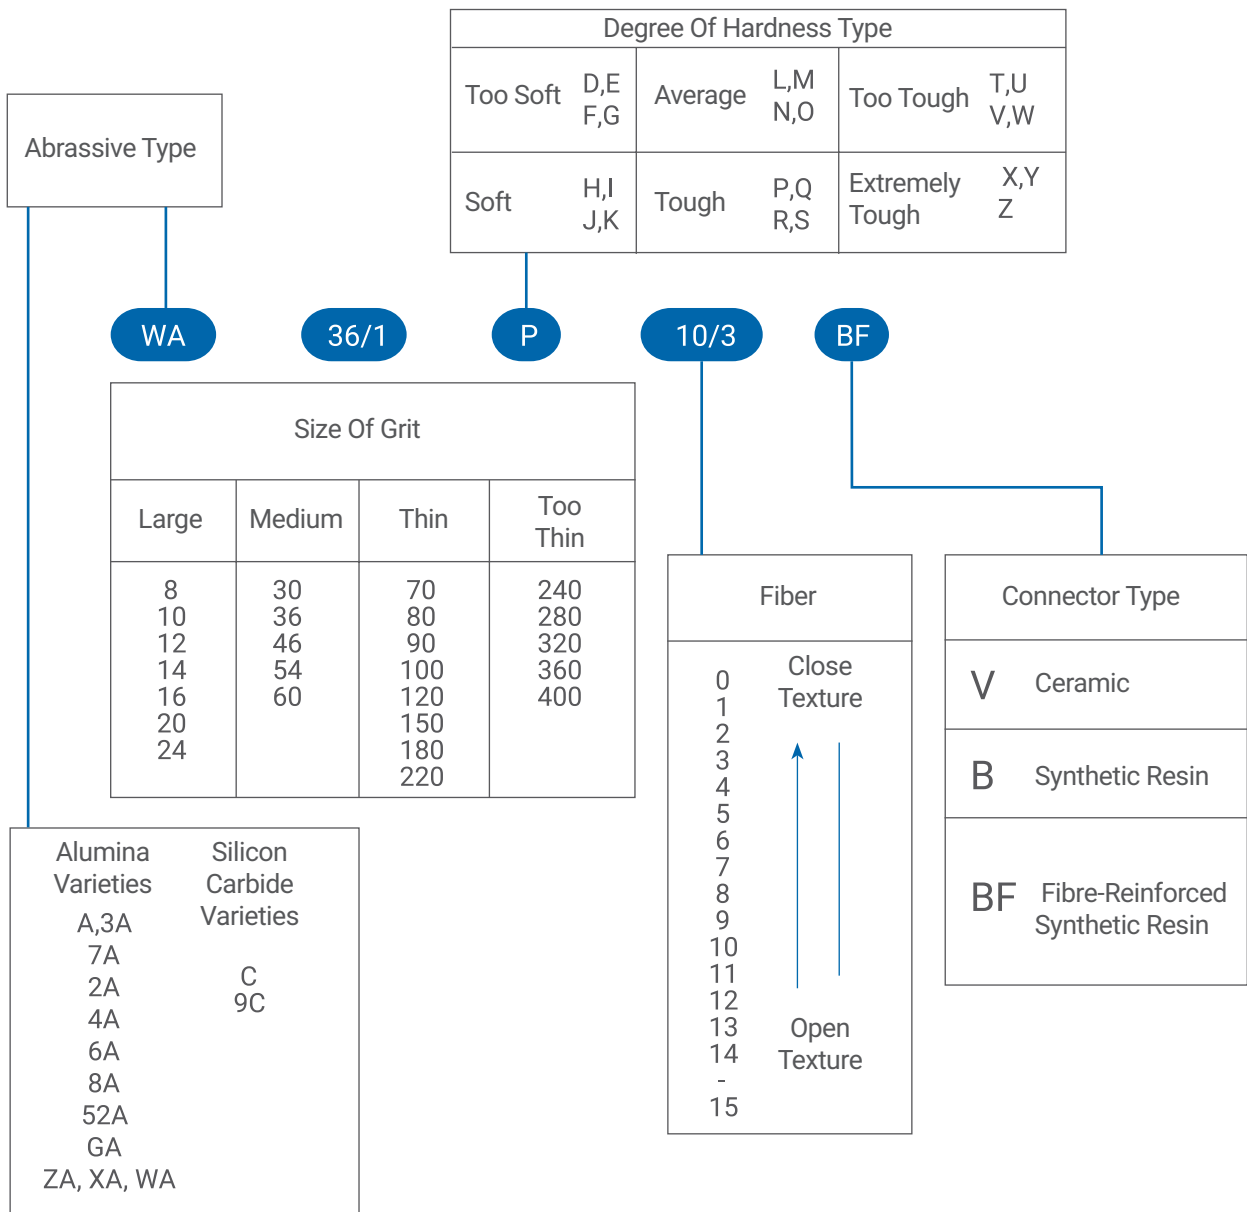 Degree Of Hardness Type
Too Soft
D,E
F,G
Average
L,M
N,O
Too Tough
T,U
V,W
Soft
H,I
J,K
Tough
P,Q
R,S
Extremely
Tough
X,Y
Z
Abrassive Type
WA
36/1
P
10/3
BF
Size Of Grit
Large
Medium
Thin
Too
Thin
8
10
12
14
16
20
24
30
36
46
54
60
70
80
90
100
120
150
180
220
240
280
320
360
400
Fiber
0
1
2
3
4
5
6
7
8
9
10
11
12
13
14
-
15
Close
Texture
Open
Texture
Connector Type
V
Ceramic
B
Synthetic Resin
BF
Fibre-Reinforced
Synthetic Resin
Alumina
Varieties
A,3A
7A
2A
4A
6A
8A
52A
GA
ZA, XA, WA
Silicon
Carbide
Varieties
C
9C